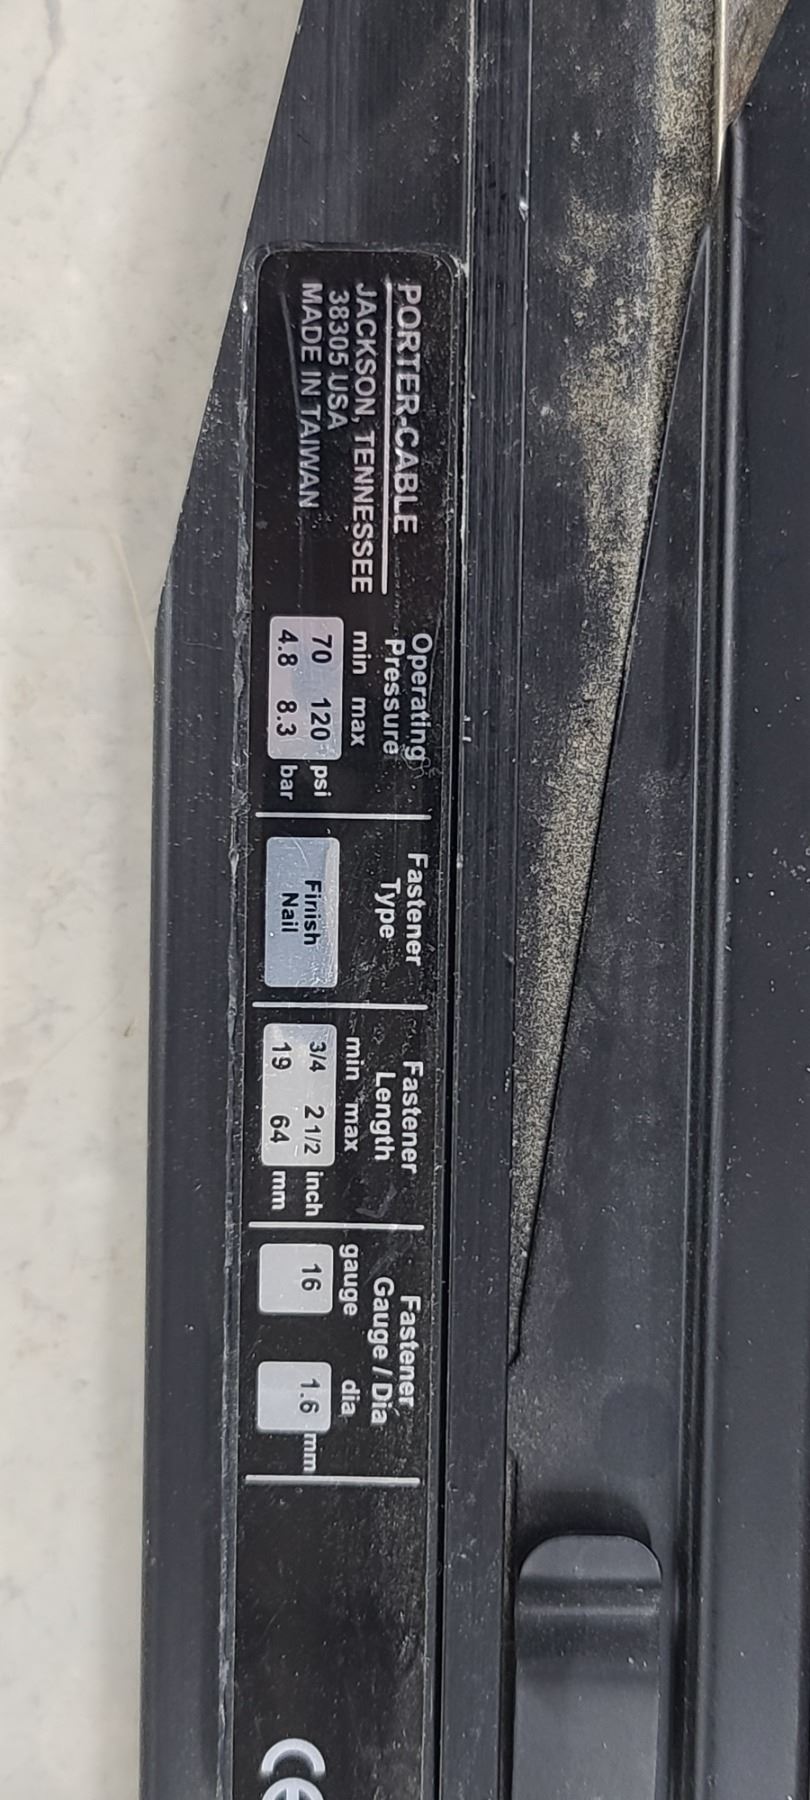 PORTER-CABLE
JACKSON, TENNESSEE
38305 USA
MADE IN TAIWAN
Operating
Pressure
min max
70 120 psi
4.8 8.3 bar
Fastener
Type
Finish
Nail
Fastener
Length
min max
3/4 2 1/2 inch
19 64 mm
Fastener
Gauge / Dia
gauge dia
16 1.6 mm
CE